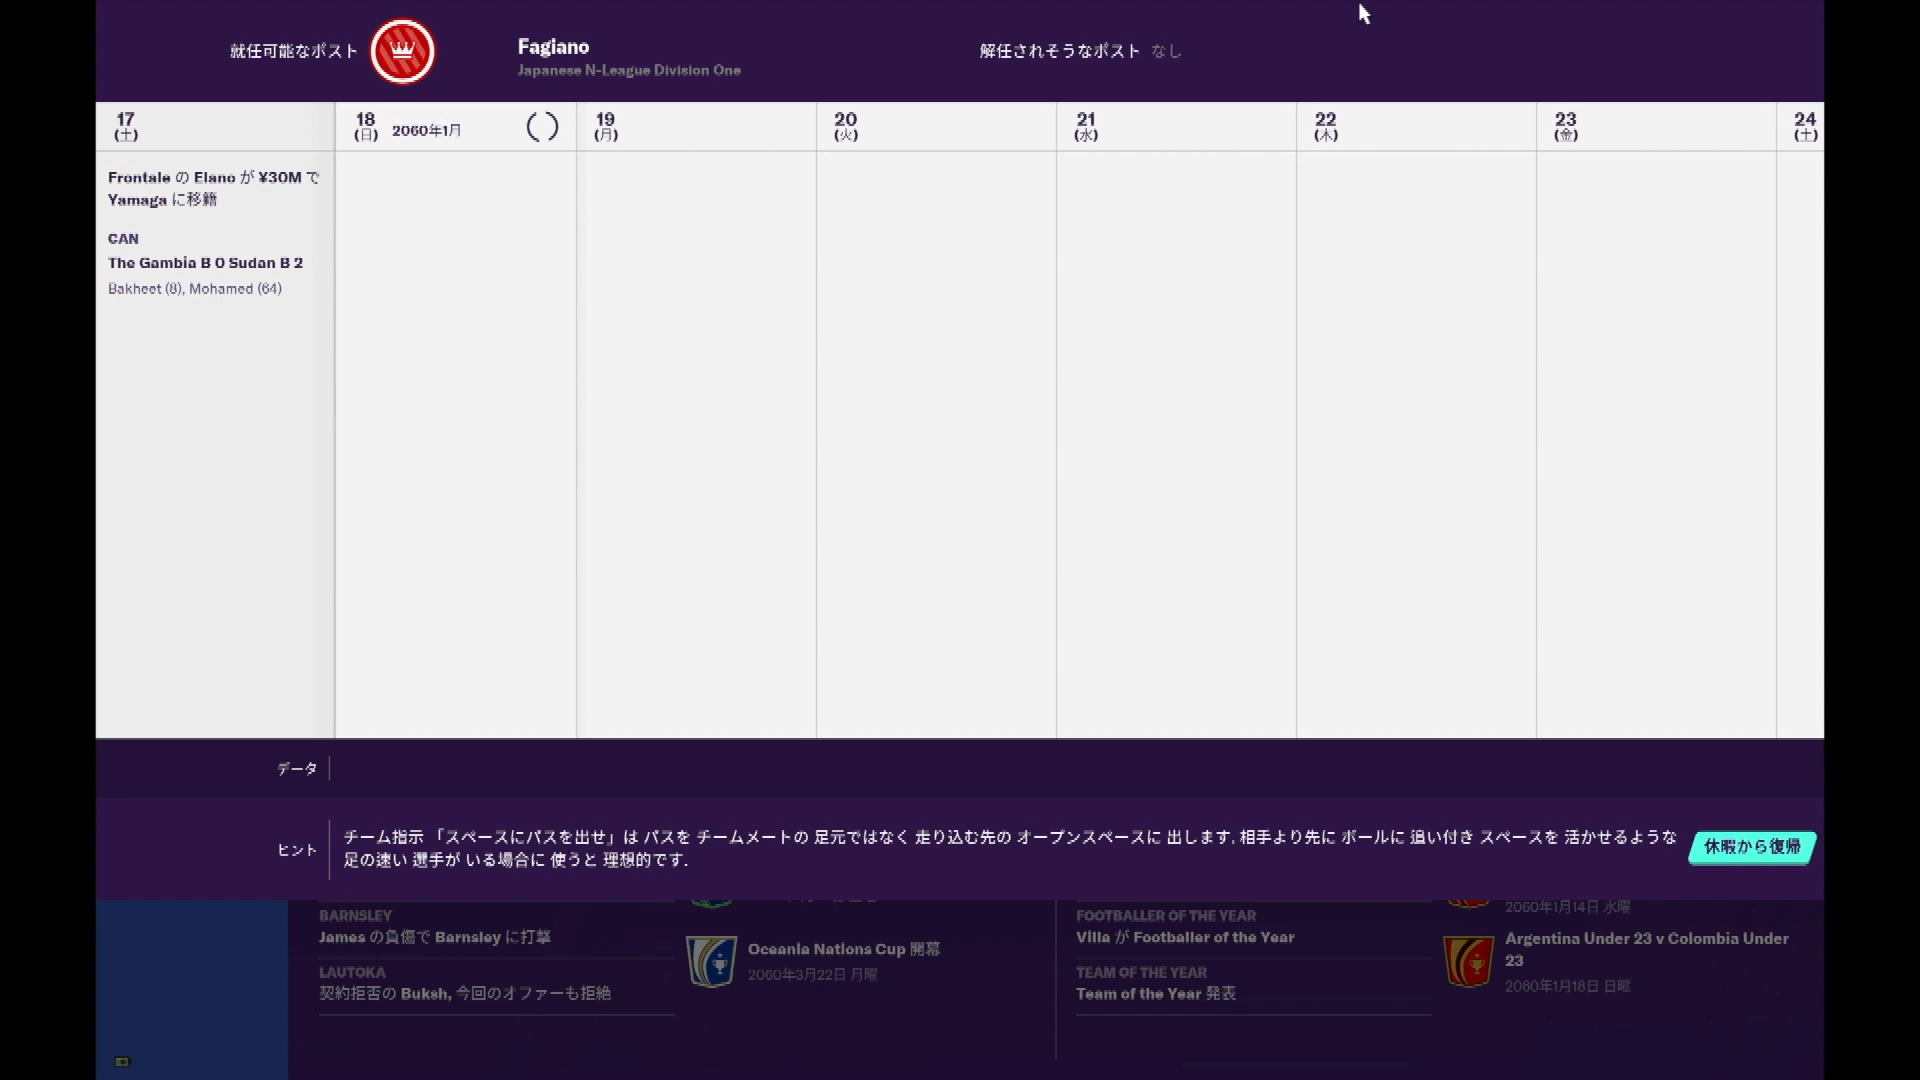 就任可能なポスト
Fagiano
Japanese N-League Division One
解任されそうなポスト なし
17
(土)
18
(日) 2060年1月
19
(月)
20
(火)
21
(水)
22
(木)
23
(金)
24
(土)
Frontale の Elano が ¥30M で
Yamaga に移籍
CAN
The Gambia B 0 Sudan B 2
Bakheet (8), Mohamed (64)
データ
ヒント
チーム指示 「スペースにパスを出せ」は パスを チームメートの 足元ではなく 走り込む先の オープンスペースに 出します. 相手より先に ボールに 追い付き スペースを 活かせるような
足の速い 選手が いる場合に 使うと 理想的です.
休暇から復帰
BARNSLEY
James の負傷で Barnsley に打撃
LAUTOKA
契約拒否の Buksh, 今回のオファーも拒絶
Oceania Nations Cup 開幕
2060年3月22日 月曜
FOOTBALLER OF THE YEAR
Villa が Footballer of the Year
TEAM OF THE YEAR
Team of the Year 発表
2060年1月14日 水曜
Argentina Under 23 v Colombia Under
23
2060年1月18日 日曜